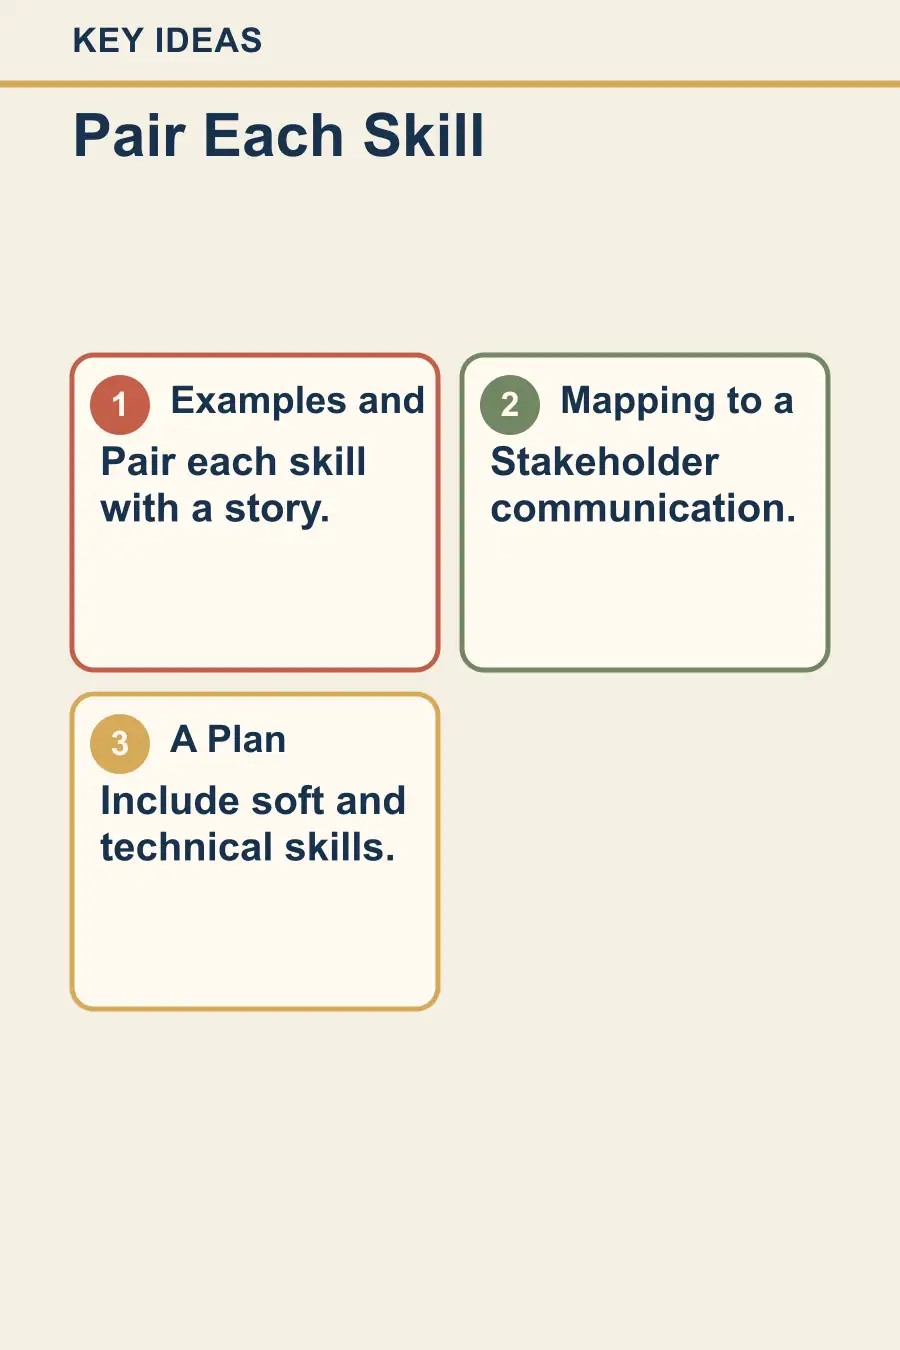 KEY IDEAS
Pair Each Skill
1 Examples and
Pair each skill
with a story.
2 Mapping to a
Stakeholder
communication.
3 A Plan
Include soft and
technical skills.